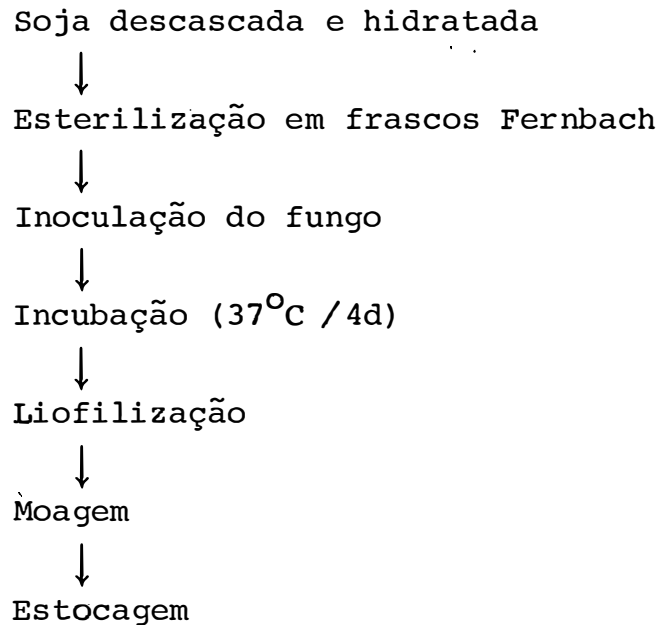 Soja descascada e hidratada
↓
Esterilização em frascos Fernbach
↓
Inoculação do fungo
↓
Incubação (37°C /4d)
↓
Liofilização
↓
Moagem
↓
Estocagem